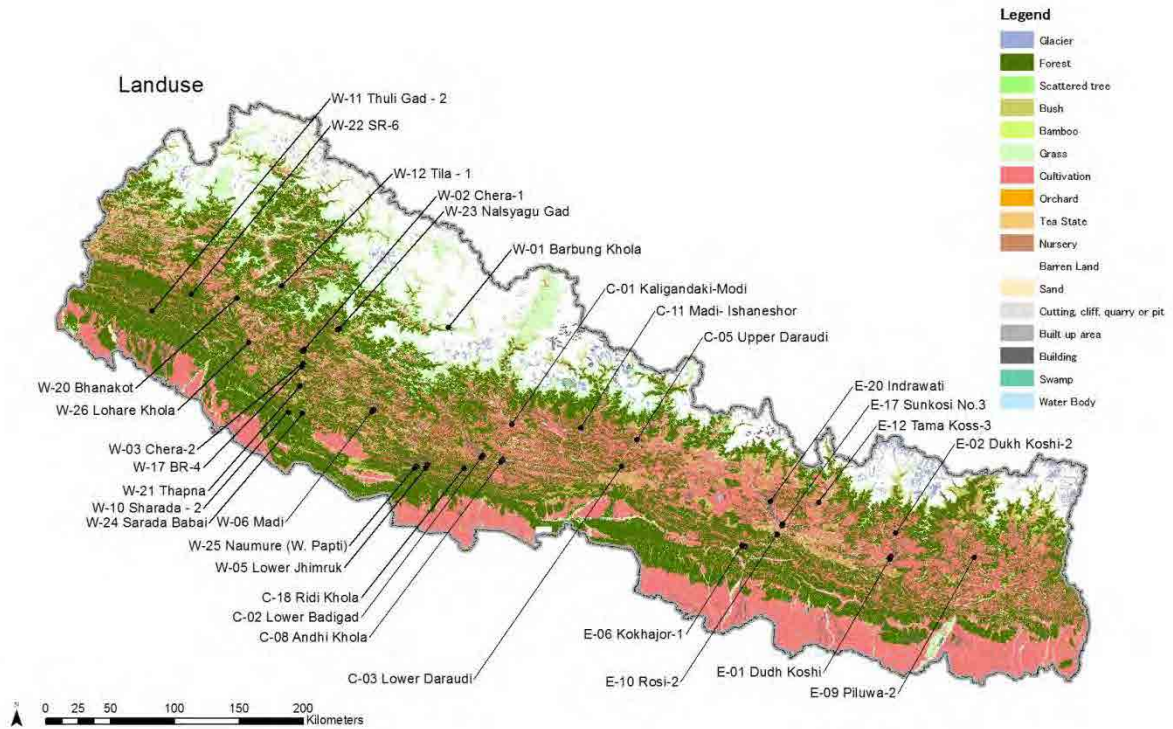 Landuse
W-11 Thuli Gad - 2
W-22 SR-6
W-12 Tila - 1
W-02 Chera-1
W-23 Nalsyagu Gad
W-01 Barbung Khola
C-01 Kaligandaki-Modi
C-11 Madi- Ishaneshor
C-05 Upper Daraudi
E-20 Indrawati
E-17 Sunkosi No.3
E-12 Tama Koss-3
E-02 Dukh Koshi-2
W-20 Bhanakot
W-26 Lohare Khola
W-03 Chera-2
W-17 BR-4
W-21 Thapna
W-10 Sharada - 2
W-24 Sarada Babai
W-06 Madi
W-25 Naumure (W. Papti)
W-05 Lower Jhimruk
C-18 Ridi Khola
C-02 Lower Badigad
C-08 Andhi Khola
C-03 Lower Daraudi
E-06 Kokhajor-1
E-10 Rosi-2
E-01 Dudh Koshi
E-09 Piluwa-2
Legend
Glacier
Forest
Scattered tree
Bush
Bamboo
Grass
Cultivation
Orchard
Tea State
Nursery
Barren Land
Sand
Cutting, cliff, quarry or pit
Built up area
Building
Swamp
Water Body
N
0 25 50 100 150 200
Kilometers